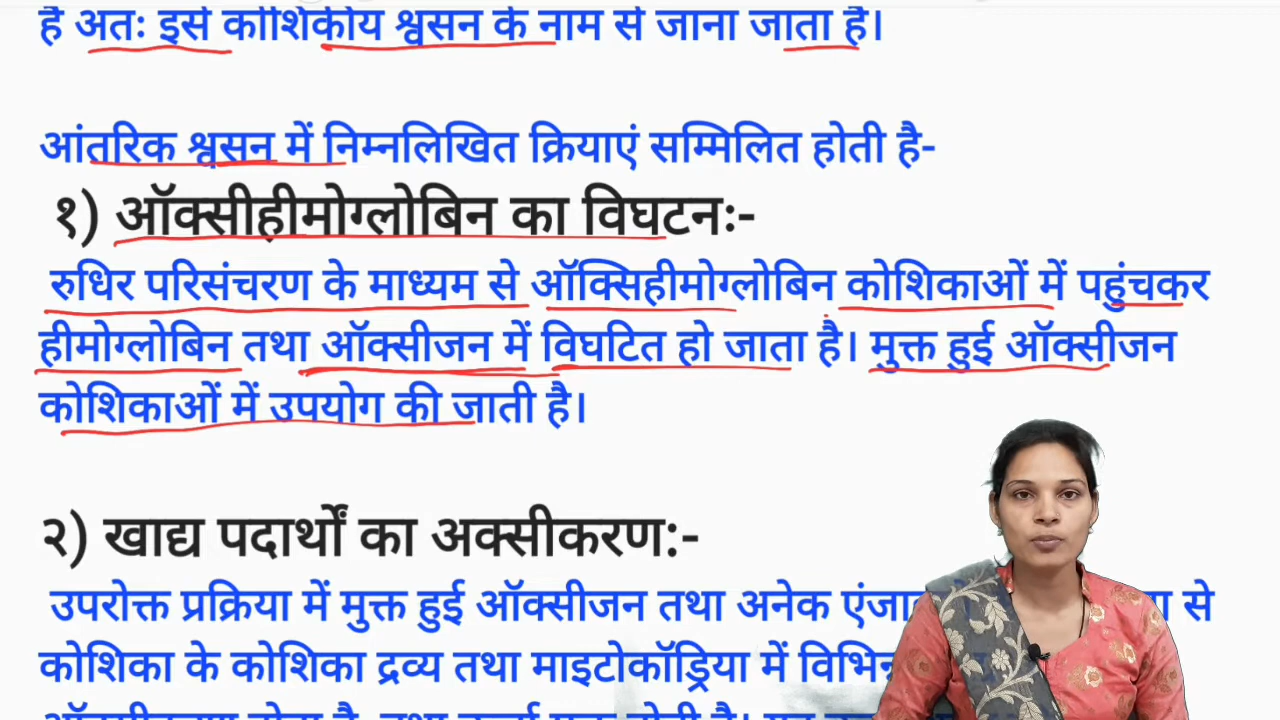 है अतः इसे कोशिकीय श्वसन के नाम से जाना जाता है।
आंतरिक श्वसन में निम्नलिखित क्रियाएं सम्मिलित होती है-
१) ऑक्सीहीमोग्लोबिन का विघटनः-
रुधिर परिसंचरण के माध्यम से ऑक्सिहीमोग्लोबिन कोशिकाओं में पहुंचकर
हीमोग्लोबिन तथा ऑक्सीजन में विघटित हो जाता है। मुक्त हुई ऑक्सीजन
कोशिकाओं में उपयोग की जाती है।
२) खाद्य पदार्थों का अक्सीकरण:-
उपरोक्त प्रक्रिया में मुक्त हुई ऑक्सीजन तथा अनेक से
कोशिका के कोशिका द्रव्य तथा माइटोकॉड्रिया में